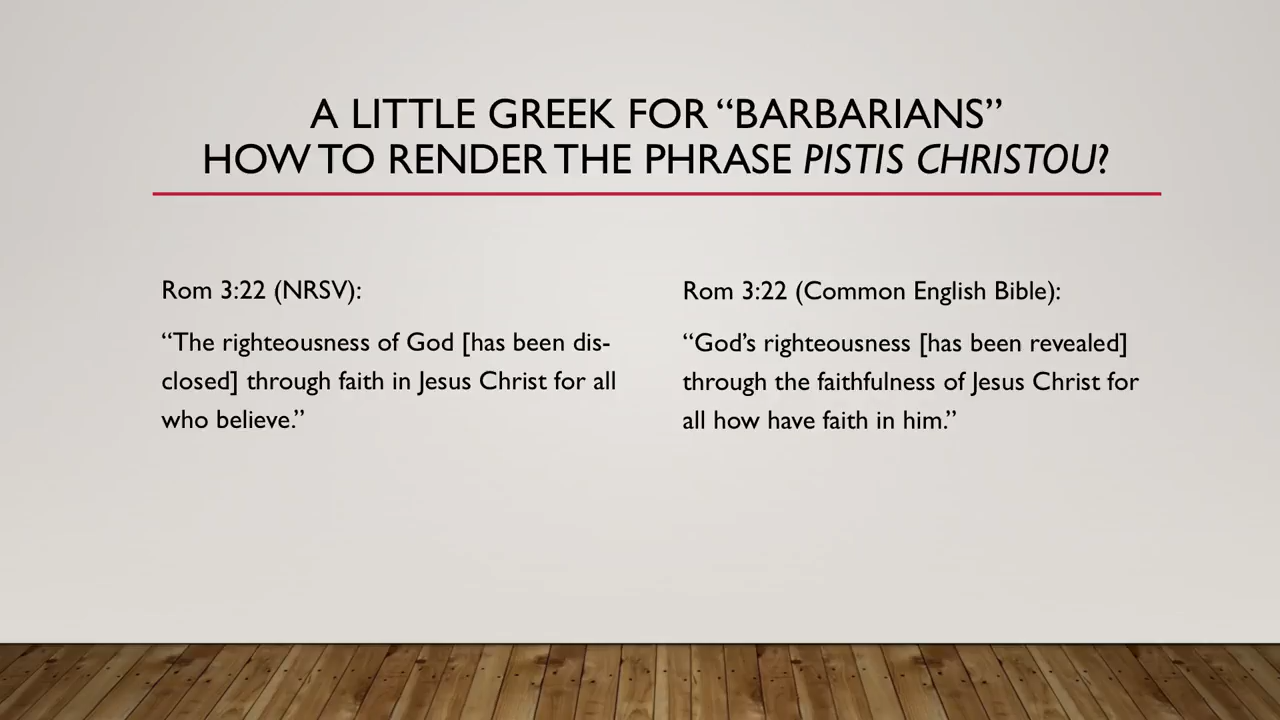 A LITTLE GREEK FOR “BARBARIANS”
HOW TO RENDER THE PHRASE PISTIS CHRISTOU?
Rom 3:22 (NRSV):
“The righteousness of God [has been dis-
closed] through faith in Jesus Christ for all
who believe.”
Rom 3:22 (Common English Bible):
“God’s righteousness [has been revealed]
through the faithfulness of Jesus Christ for
all how have faith in him.”